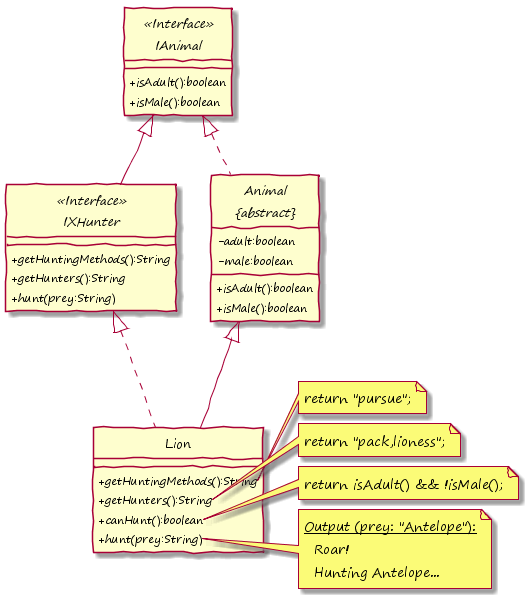 «Interface»
IAnimal
+isAdult():boolean
+isMale():boolean
«Interface»
IXHunter
+getHuntingMethods():String
+getHunters():String
+hunt(prey:String)
Animal
{abstract}
-adult:boolean
-male:boolean
+isAdult():boolean
+isMale():boolean
Lion
+getHuntingMethods():String
+getHunters():String
+canHunt():boolean
+hunt(prey:String)
return "pursue";
return "pack,lioness";
return isAdult() && !isMale();
Output (prey: "Antelope"):
Roar!
Hunting Antelope...